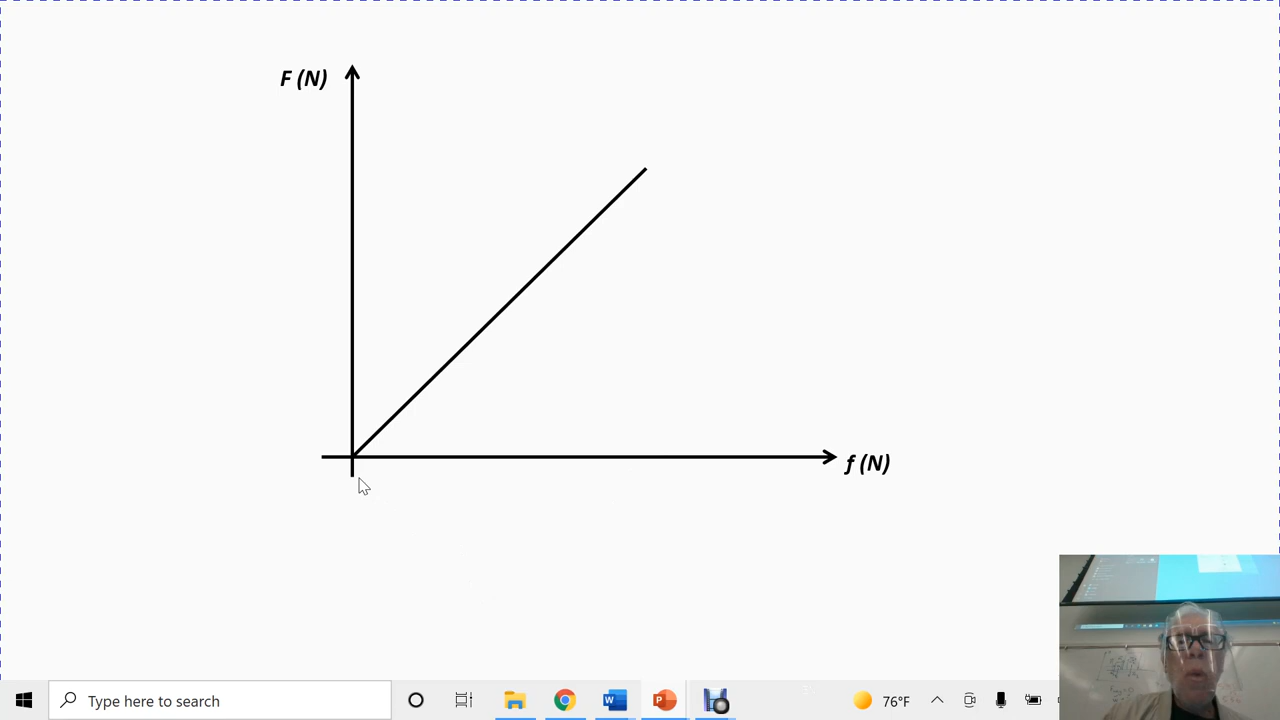 F (N)
f (N)
Type here to search
W
P
76°F